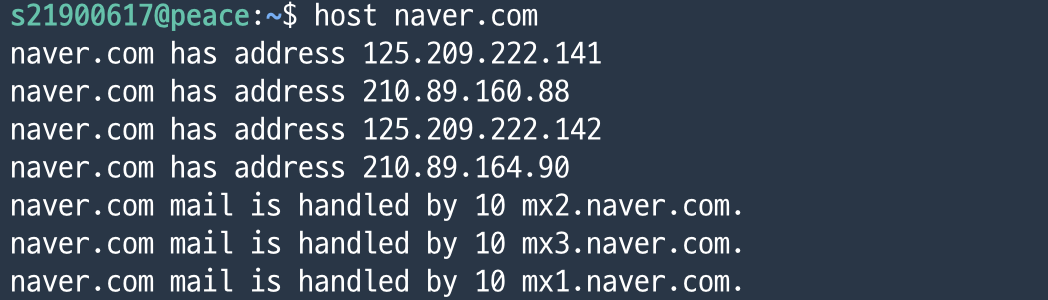 s21900617@peace:~$ host naver.com
naver.com has address 125.209.222.141
naver.com has address 210.89.160.88
naver.com has address 125.209.222.142
naver.com has address 210.89.164.90
naver.com mail is handled by 10 mx2.naver.com.
naver.com mail is handled by 10 mx3.naver.com.
naver.com mail is handled by 10 mx1.naver.com.